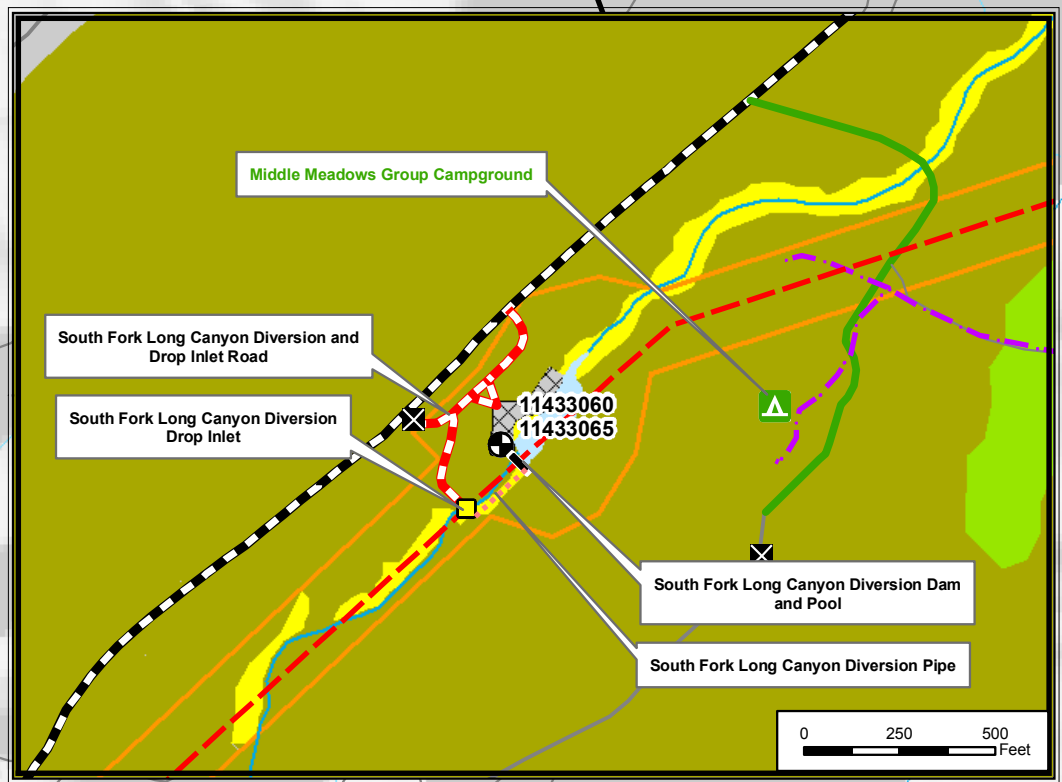 Middle Meadows Group Campground
South Fork Long Canyon Diversion and
Drop Inlet Road
South Fork Long Canyon Diversion
Drop Inlet
11433060
11433065
South Fork Long Canyon Diversion Dam
and Pool
South Fork Long Canyon Diversion Pipe
0 250 500
Feet